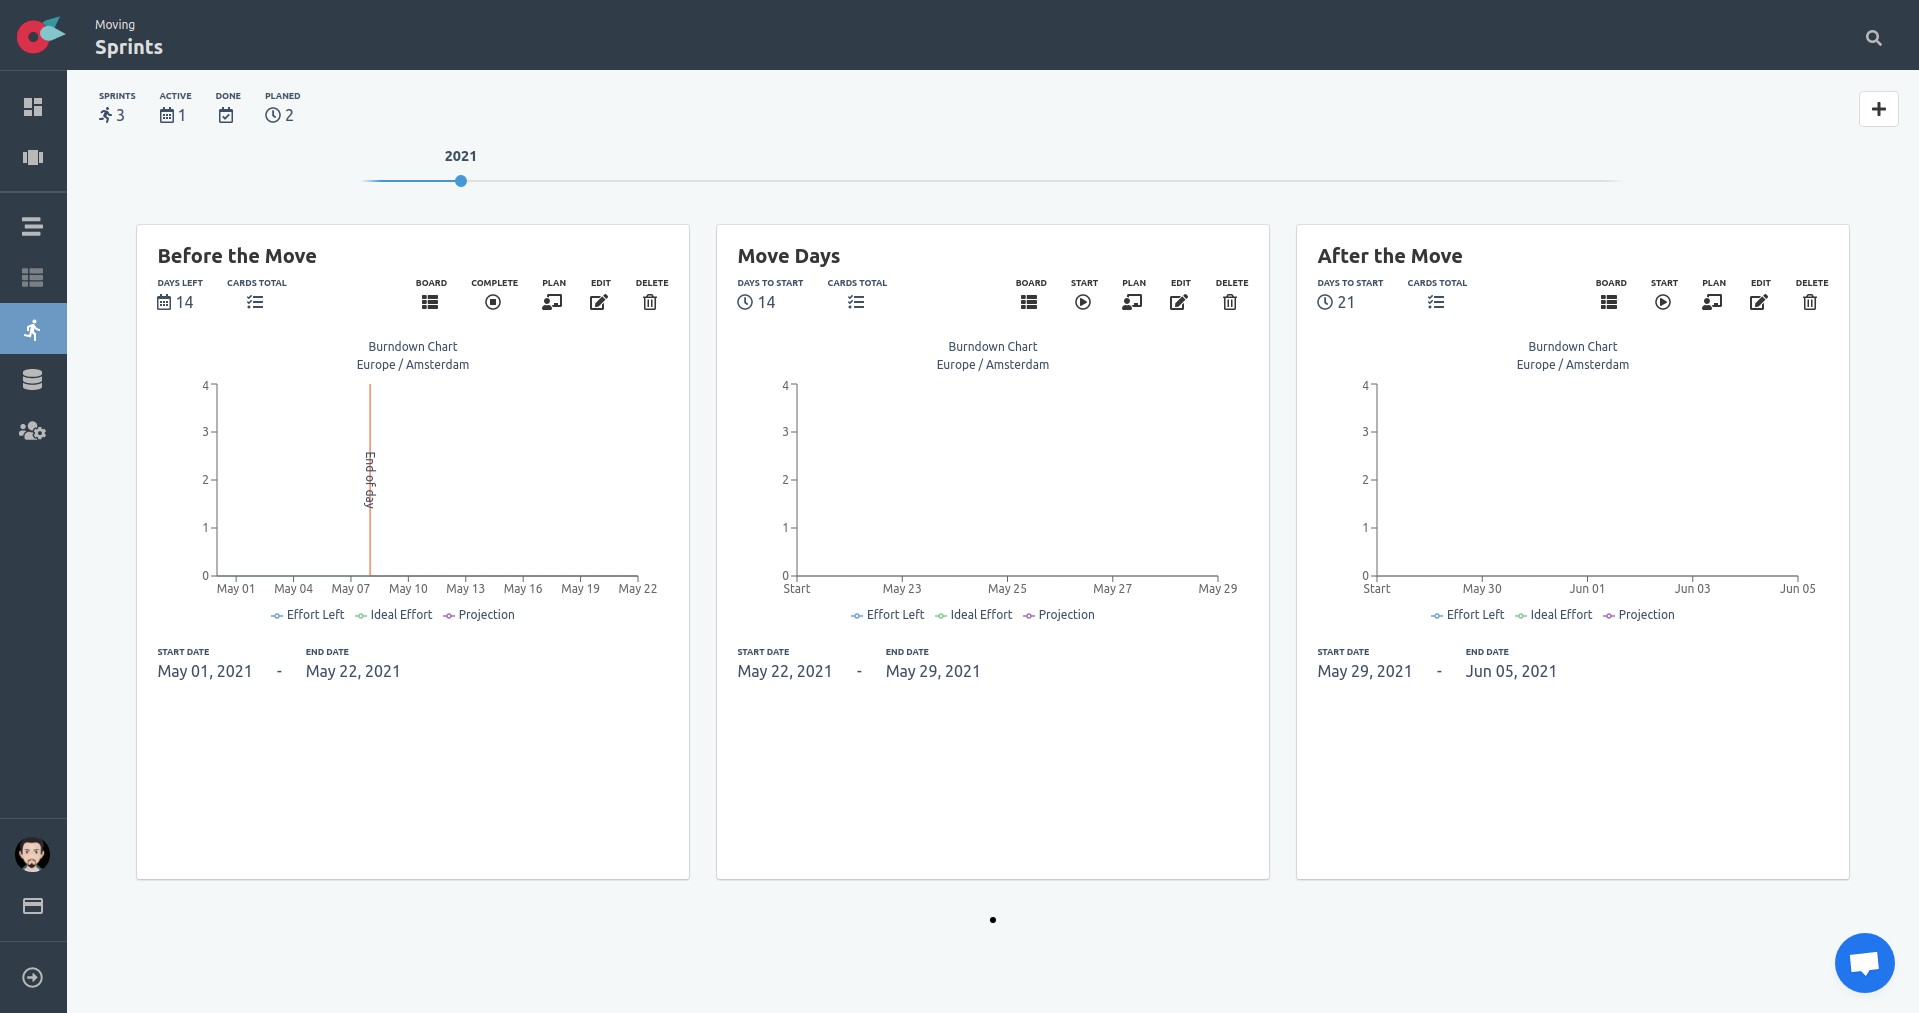 Moving
Sprints
SPRINTS ACTIVE DONE PLANED
3 1 2
2021
Before the Move
DAYS LEFT CARDS TOTAL BOARD COMPLETE PLAN EDIT DELETE
14
Burndown Chart
Europe / Amsterdam
4
3
2
1
0
End of day
May 01 May 04 May 07 May 10 May 13 May 16 May 19 May 22
Effort Left Ideal Effort Projection
START DATE END DATE
May 01, 2021 - May 22, 2021
Move Days
DAYS TO START CARDS TOTAL BOARD START PLAN EDIT DELETE
14
Burndown Chart
Europe / Amsterdam
4
3
2
1
0
Start May 23 May 25 May 27 May 29
Effort Left Ideal Effort Projection
START DATE END DATE
May 22, 2021 - May 29, 2021
After the Move
DAYS TO START CARDS TOTAL BOARD START PLAN EDIT DELETE
21
Burndown Chart
Europe / Amsterdam
4
3
2
1
0
Start May 30 Jun 01 Jun 03 Jun 05
Effort Left Ideal Effort Projection
START DATE END DATE
May 29, 2021 - Jun 05, 2021